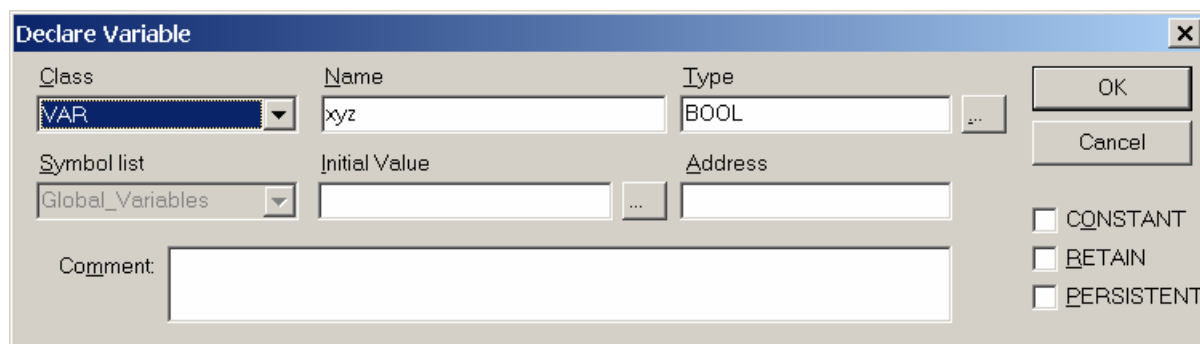 Declare Variable
Class Name Type
VAR xyz BOOL ... OK
Cancel
Symbol list Initial Value Address
Global_Variables ...
CONSTANT
Comment: RETAIN
PERSISTENT